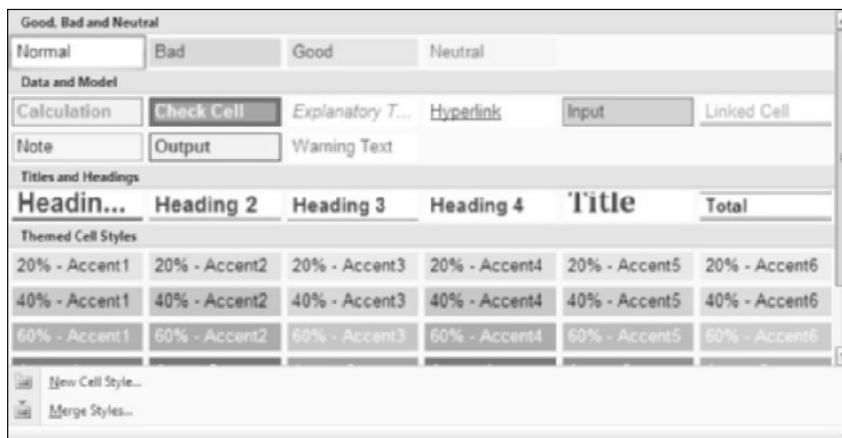 Good, Bad and Neutral
Normal Bad Good Neutral
Data and Model
Calculation Check Cell Explanatory T... Hyperlink Input Linked Cell
Note Output Warning Text
Titles and Headings
Headin... Heading 2 Heading 3 Heading 4 Title Total
Themed Cell Styles
20% - Accent1 20% - Accent2 20% - Accent3 20% - Accent4 20% - Accent5 20% - Accent6
40% - Accent1 40% - Accent2 40% - Accent3 40% - Accent4 40% - Accent5 40% - Accent6
60% - Accent1 60% - Accent2 60% - Accent3 60% - Accent4 60% - Accent5 60% - Accent6
New Cell Style...
Merge Styles...